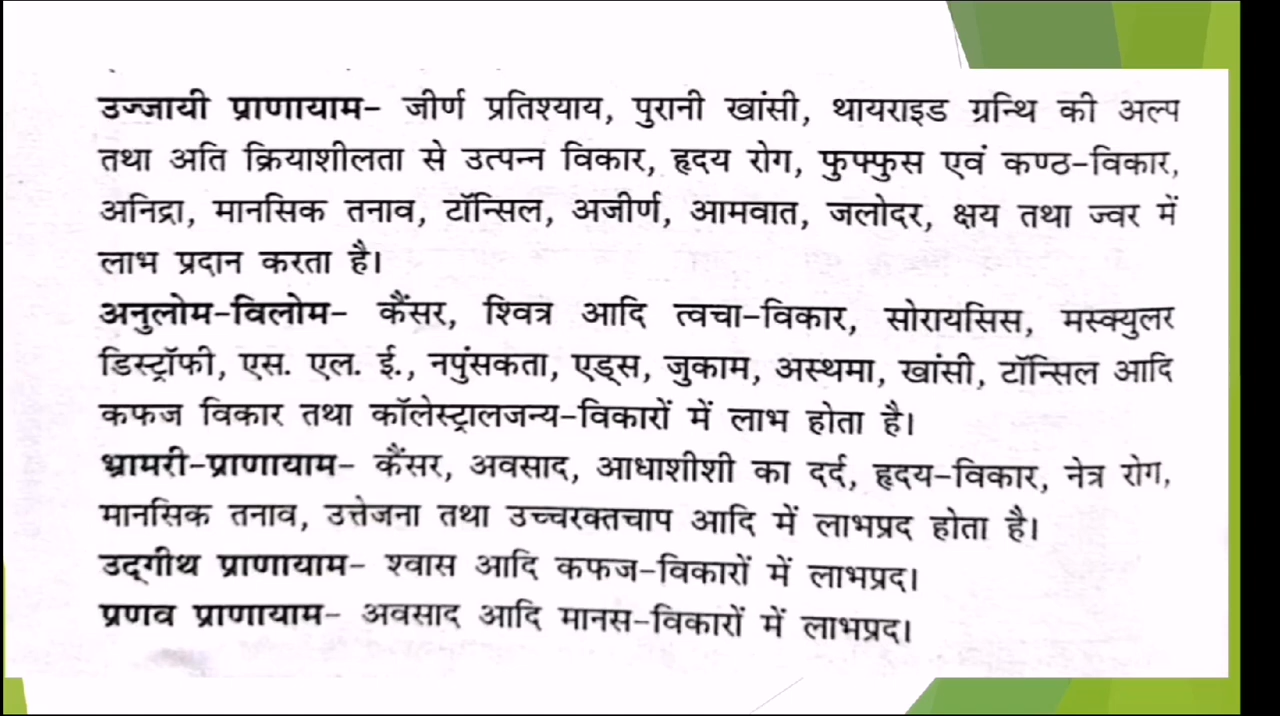 उज्जायी प्राणायाम- जीर्ण प्रतिश्याय, पुरानी खांसी, थायराइड ग्रन्थि की अल्प
तथा अति क्रियाशीलता से उत्पन्न विकार, हृदय रोग, फुफ्फुस एवं कण्ठ-विकार,
अनिद्रा, मानसिक तनाव, टॉन्सिल, अजीर्ण, आमवात, जलोदर, क्षय तथा ज्वर में
लाभ प्रदान करता है।
अनुलोम-विलोम- कैंसर, श्वित्र आदि त्वचा-विकार, सोरायसिस, मस्क्युलर
डिस्ट्रॉफी, एस. एल. ई., नपुंसकता, एड्स, जुकाम, अस्थमा, खांसी, टॉन्सिल आदि
कफज विकार तथा कॉलेस्ट्रालजन्य-विकारों में लाभ होता है।
भ्रामरी-प्राणायाम- कैंसर, अवसाद, आधाशीशी का दर्द, हृदय-विकार, नेत्र रोग,
मानसिक तनाव, उत्तेजना तथा उच्चरक्तचाप आदि में लाभप्रद होता है।
उद्‌गीथ प्राणायाम- श्वास आदि कफज-विकारों में लाभप्रद।
प्रणव प्राणायाम- अवसाद आदि मानस-विकारों में लाभप्रद।